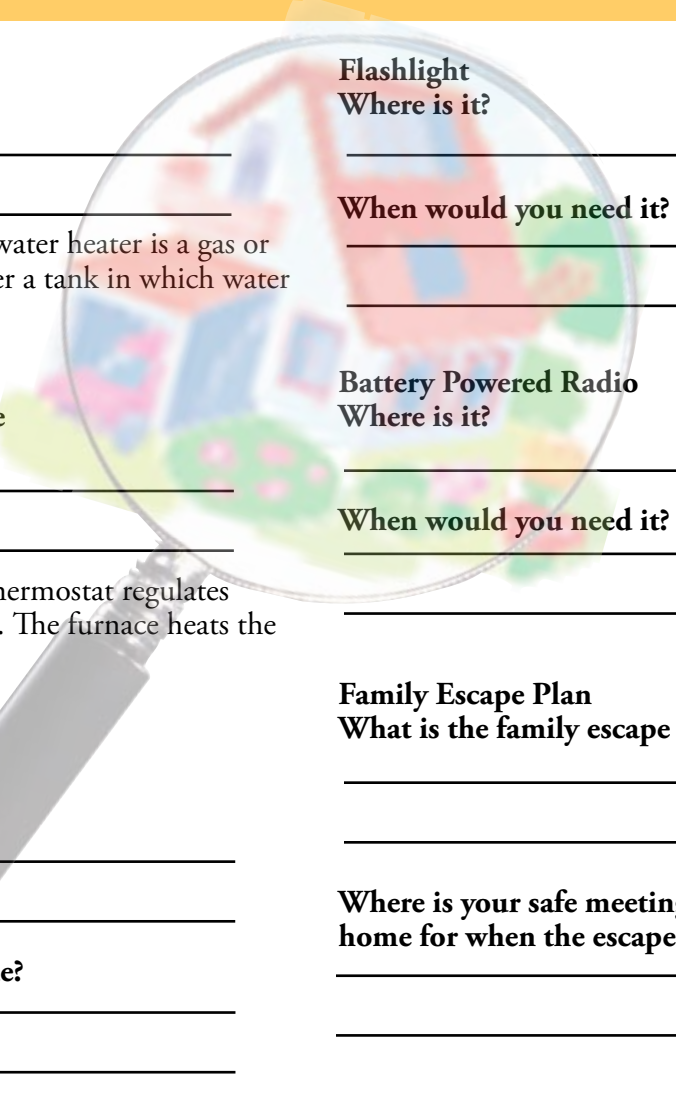 water heater is a gas or
er a tank in which water
e
hermostat regulates
. The furnace heats the
e?
Flashlight
Where is it?
When would you need it?
Battery Powered Radio
Where is it?
When would you need it?
Family Escape Plan
What is the family escape
Where is your safe meeting
home for when the escape